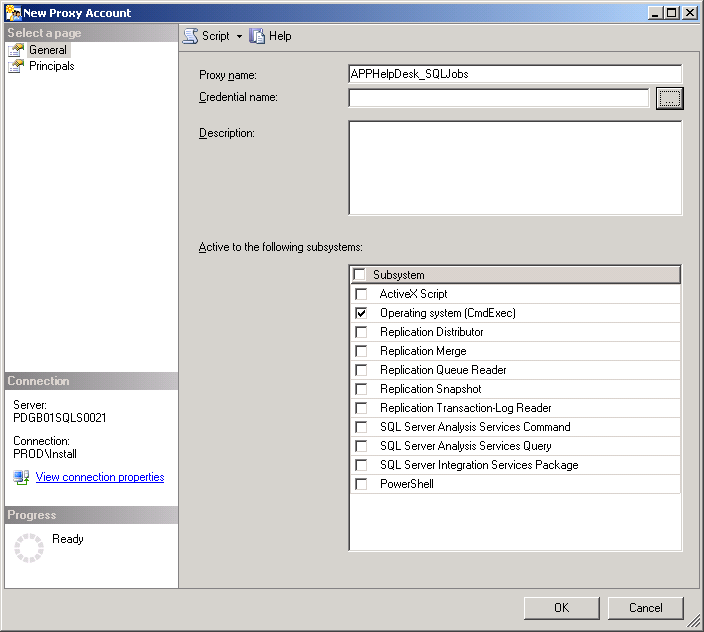 New Proxy Account
Select a page
General
Principals
Script
Help
Proxy name:
APPHelpDesk_SQLJobs
Credential name:
...
Description:
Active to the following subsystems:
Subsystem
ActiveX Script
Operating system (CmdExec)
Replication Distributor
Replication Merge
Replication Queue Reader
Replication Snapshot
Replication Transaction-Log Reader
SQL Server Analysis Services Command
SQL Server Analysis Services Query
SQL Server Integration Services Package
PowerShell
Connection
Server:
PDGB01SQLS0021
Connection:
PROD\Install
View connection properties
Progress
Ready
OK
Cancel